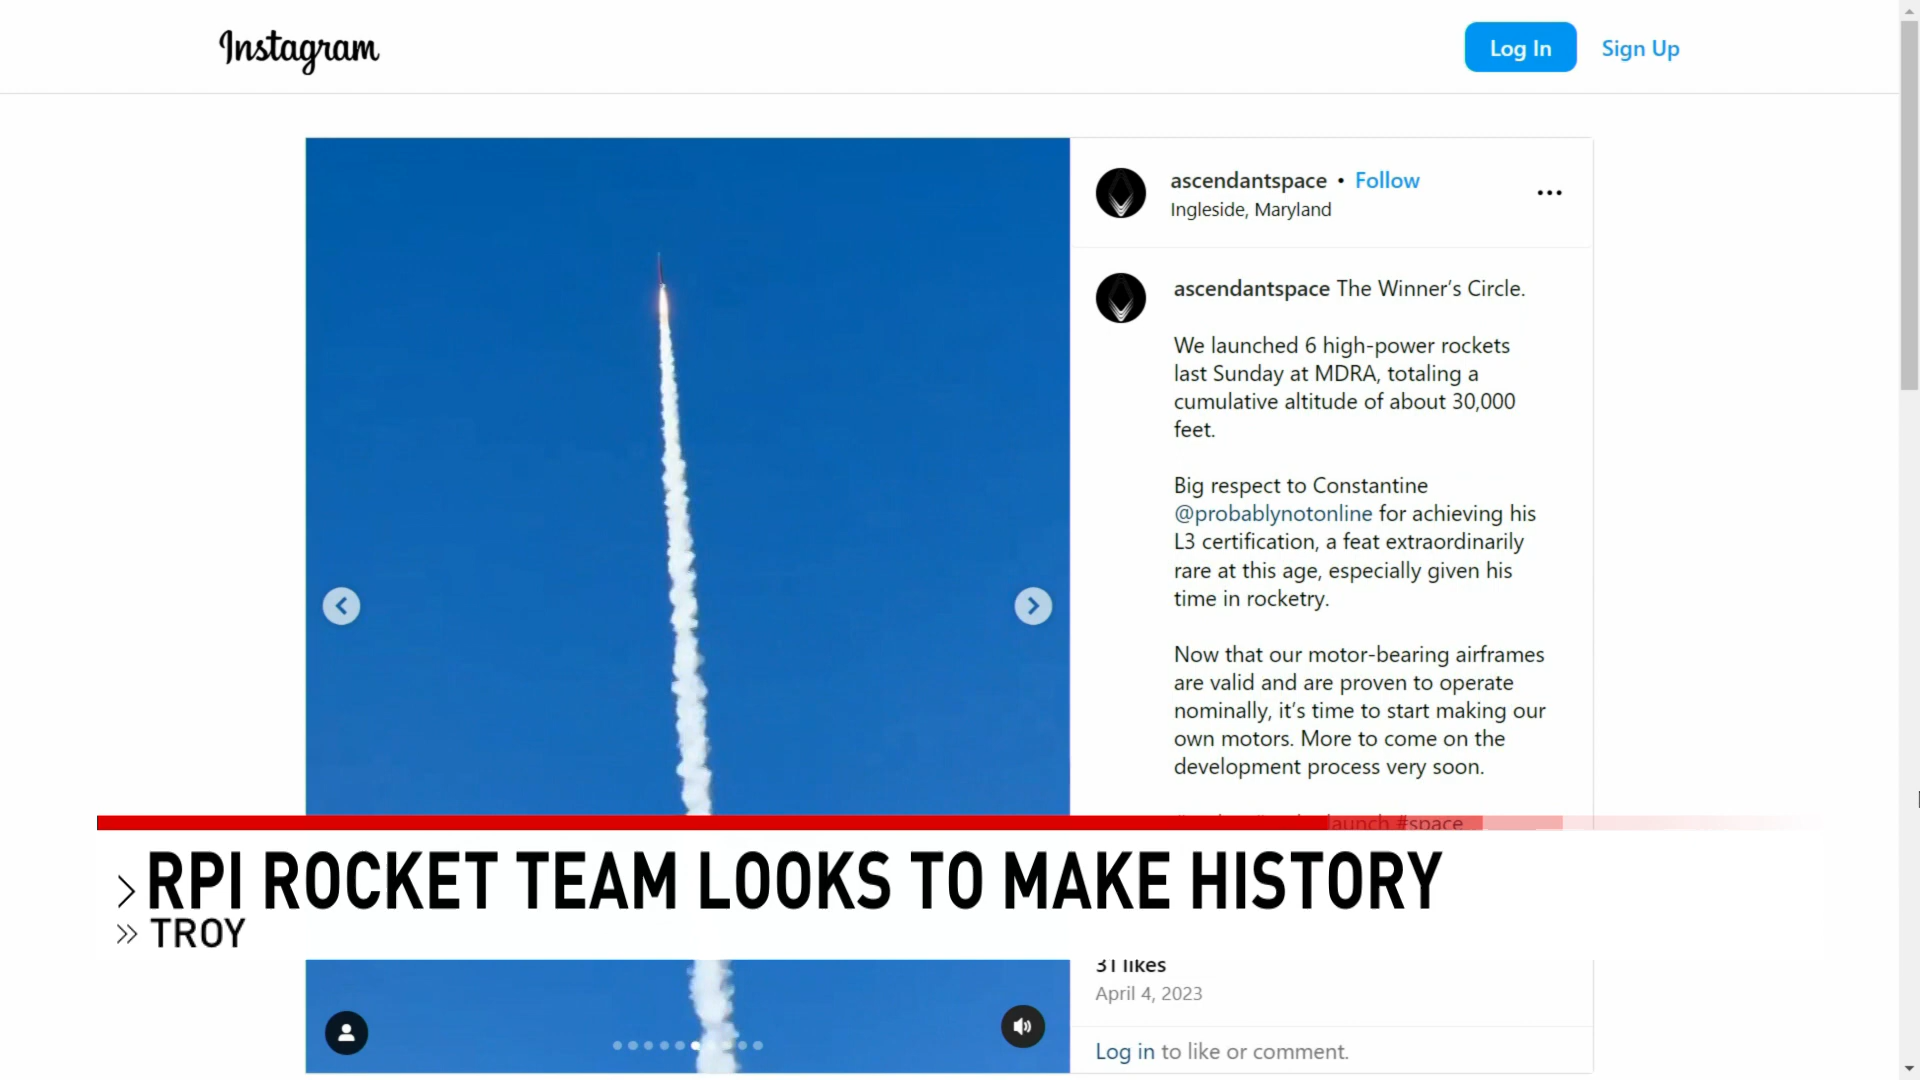 Instagram
Log In
Sign Up
ascendantspace • Follow
Ingleside, Maryland
ascendantspace The Winner's Circle.
We launched 6 high-power rockets
last Sunday at MDRA, totaling a
cumulative altitude of about 30,000
feet.
Big respect to Constantine
@probablynotonline for achieving his
L3 certification, a feat extraordinarily
rare at this age, especially given his
time in rocketry.
Now that our motor-bearing airframes
are valid and are proven to operate
nominally, it's time to start making our
own motors. More to come on the
development process very soon.
#space
RPI ROCKET TEAM LOOKS TO MAKE HISTORY
TROY
31 likes
April 4, 2023
Log in to like or comment.